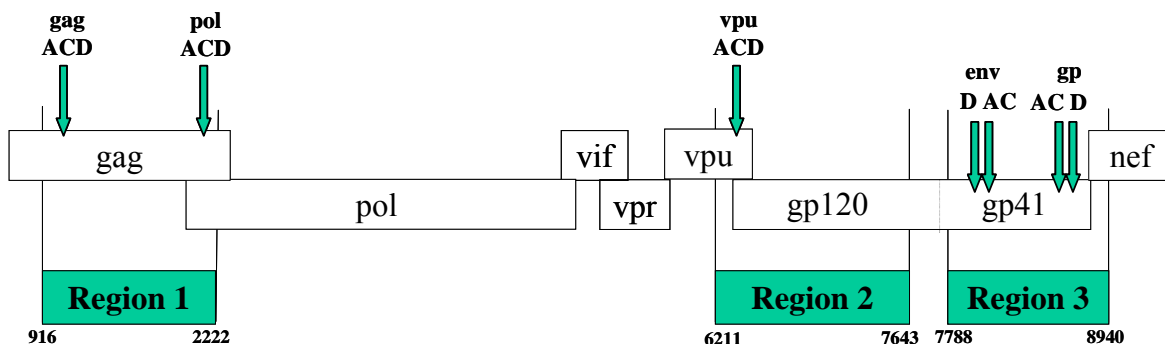 gag pol vpu
ACD ACD ACD
env gp
D AC AC D
gag vif vpu nef
pol vpr gp120 gp41
Region 1 Region 2 Region 3
916 2222 6211 7643 7788 8940